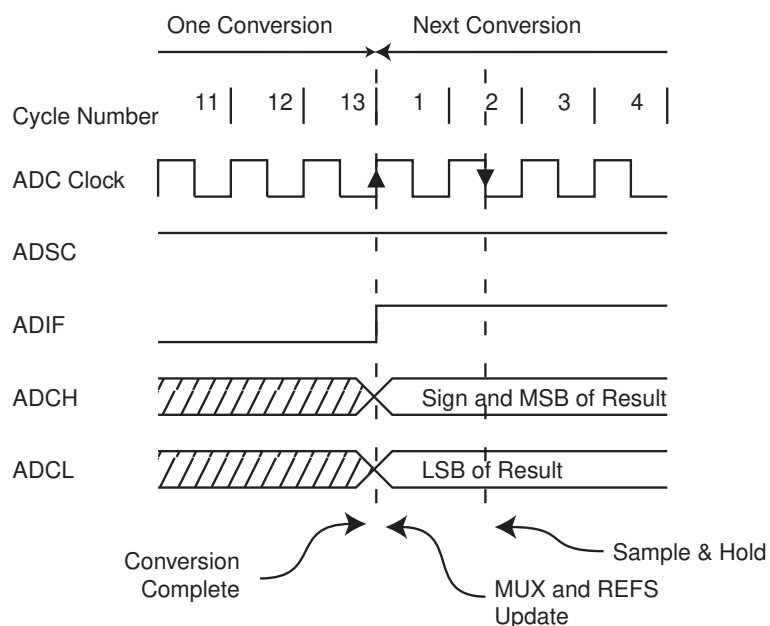 One Conversion Next Conversion
Cycle Number 11 12 13 1 2 3 4
ADC Clock
ADSC
ADIF
ADCH Sign and MSB of Result
ADCL LSB of Result
Conversion
Complete
MUX and REFS
Update
Sample & Hold